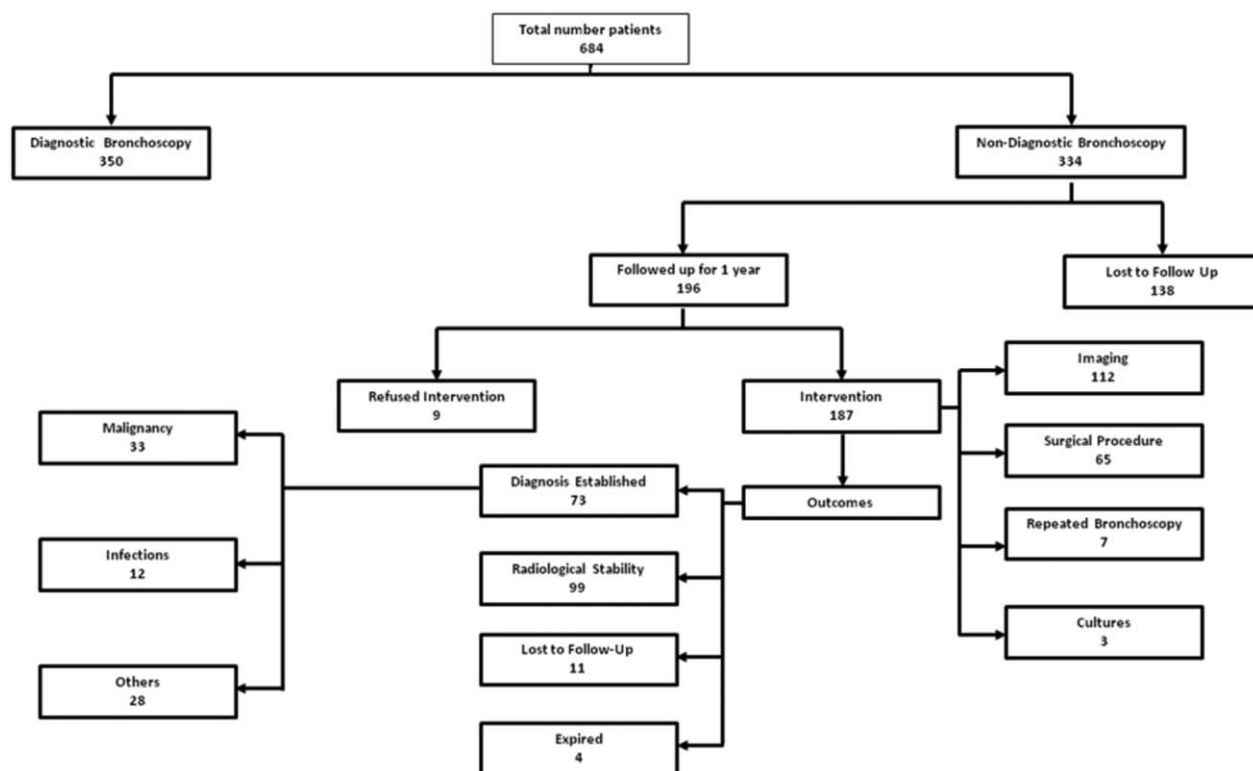 Total number patients
684
Diagnostic Bronchoscopy
350
Non-Diagnostic Bronchoscopy
334
Followed up for 1 year
196
Lost to Follow Up
138
Refused Intervention
9
Intervention
187
Imaging
112
Surgical Procedure
65
Repeated Bronchoscopy
7
Cultures
3
Outcomes
Diagnosis Established
73
Radiological Stability
99
Lost to Follow-Up
11
Expired
4
Malignancy
33
Infections
12
Others
28